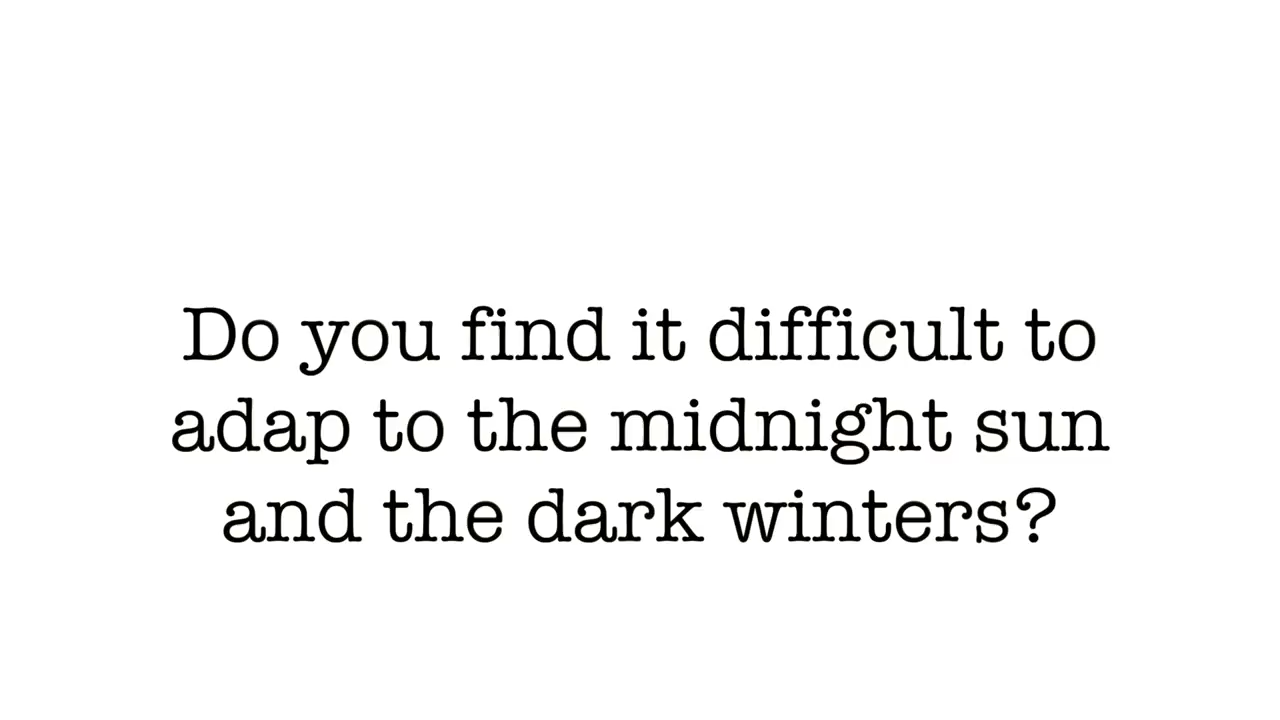 Do you find it difficult to
adap to the midnight sun
and the dark winters?